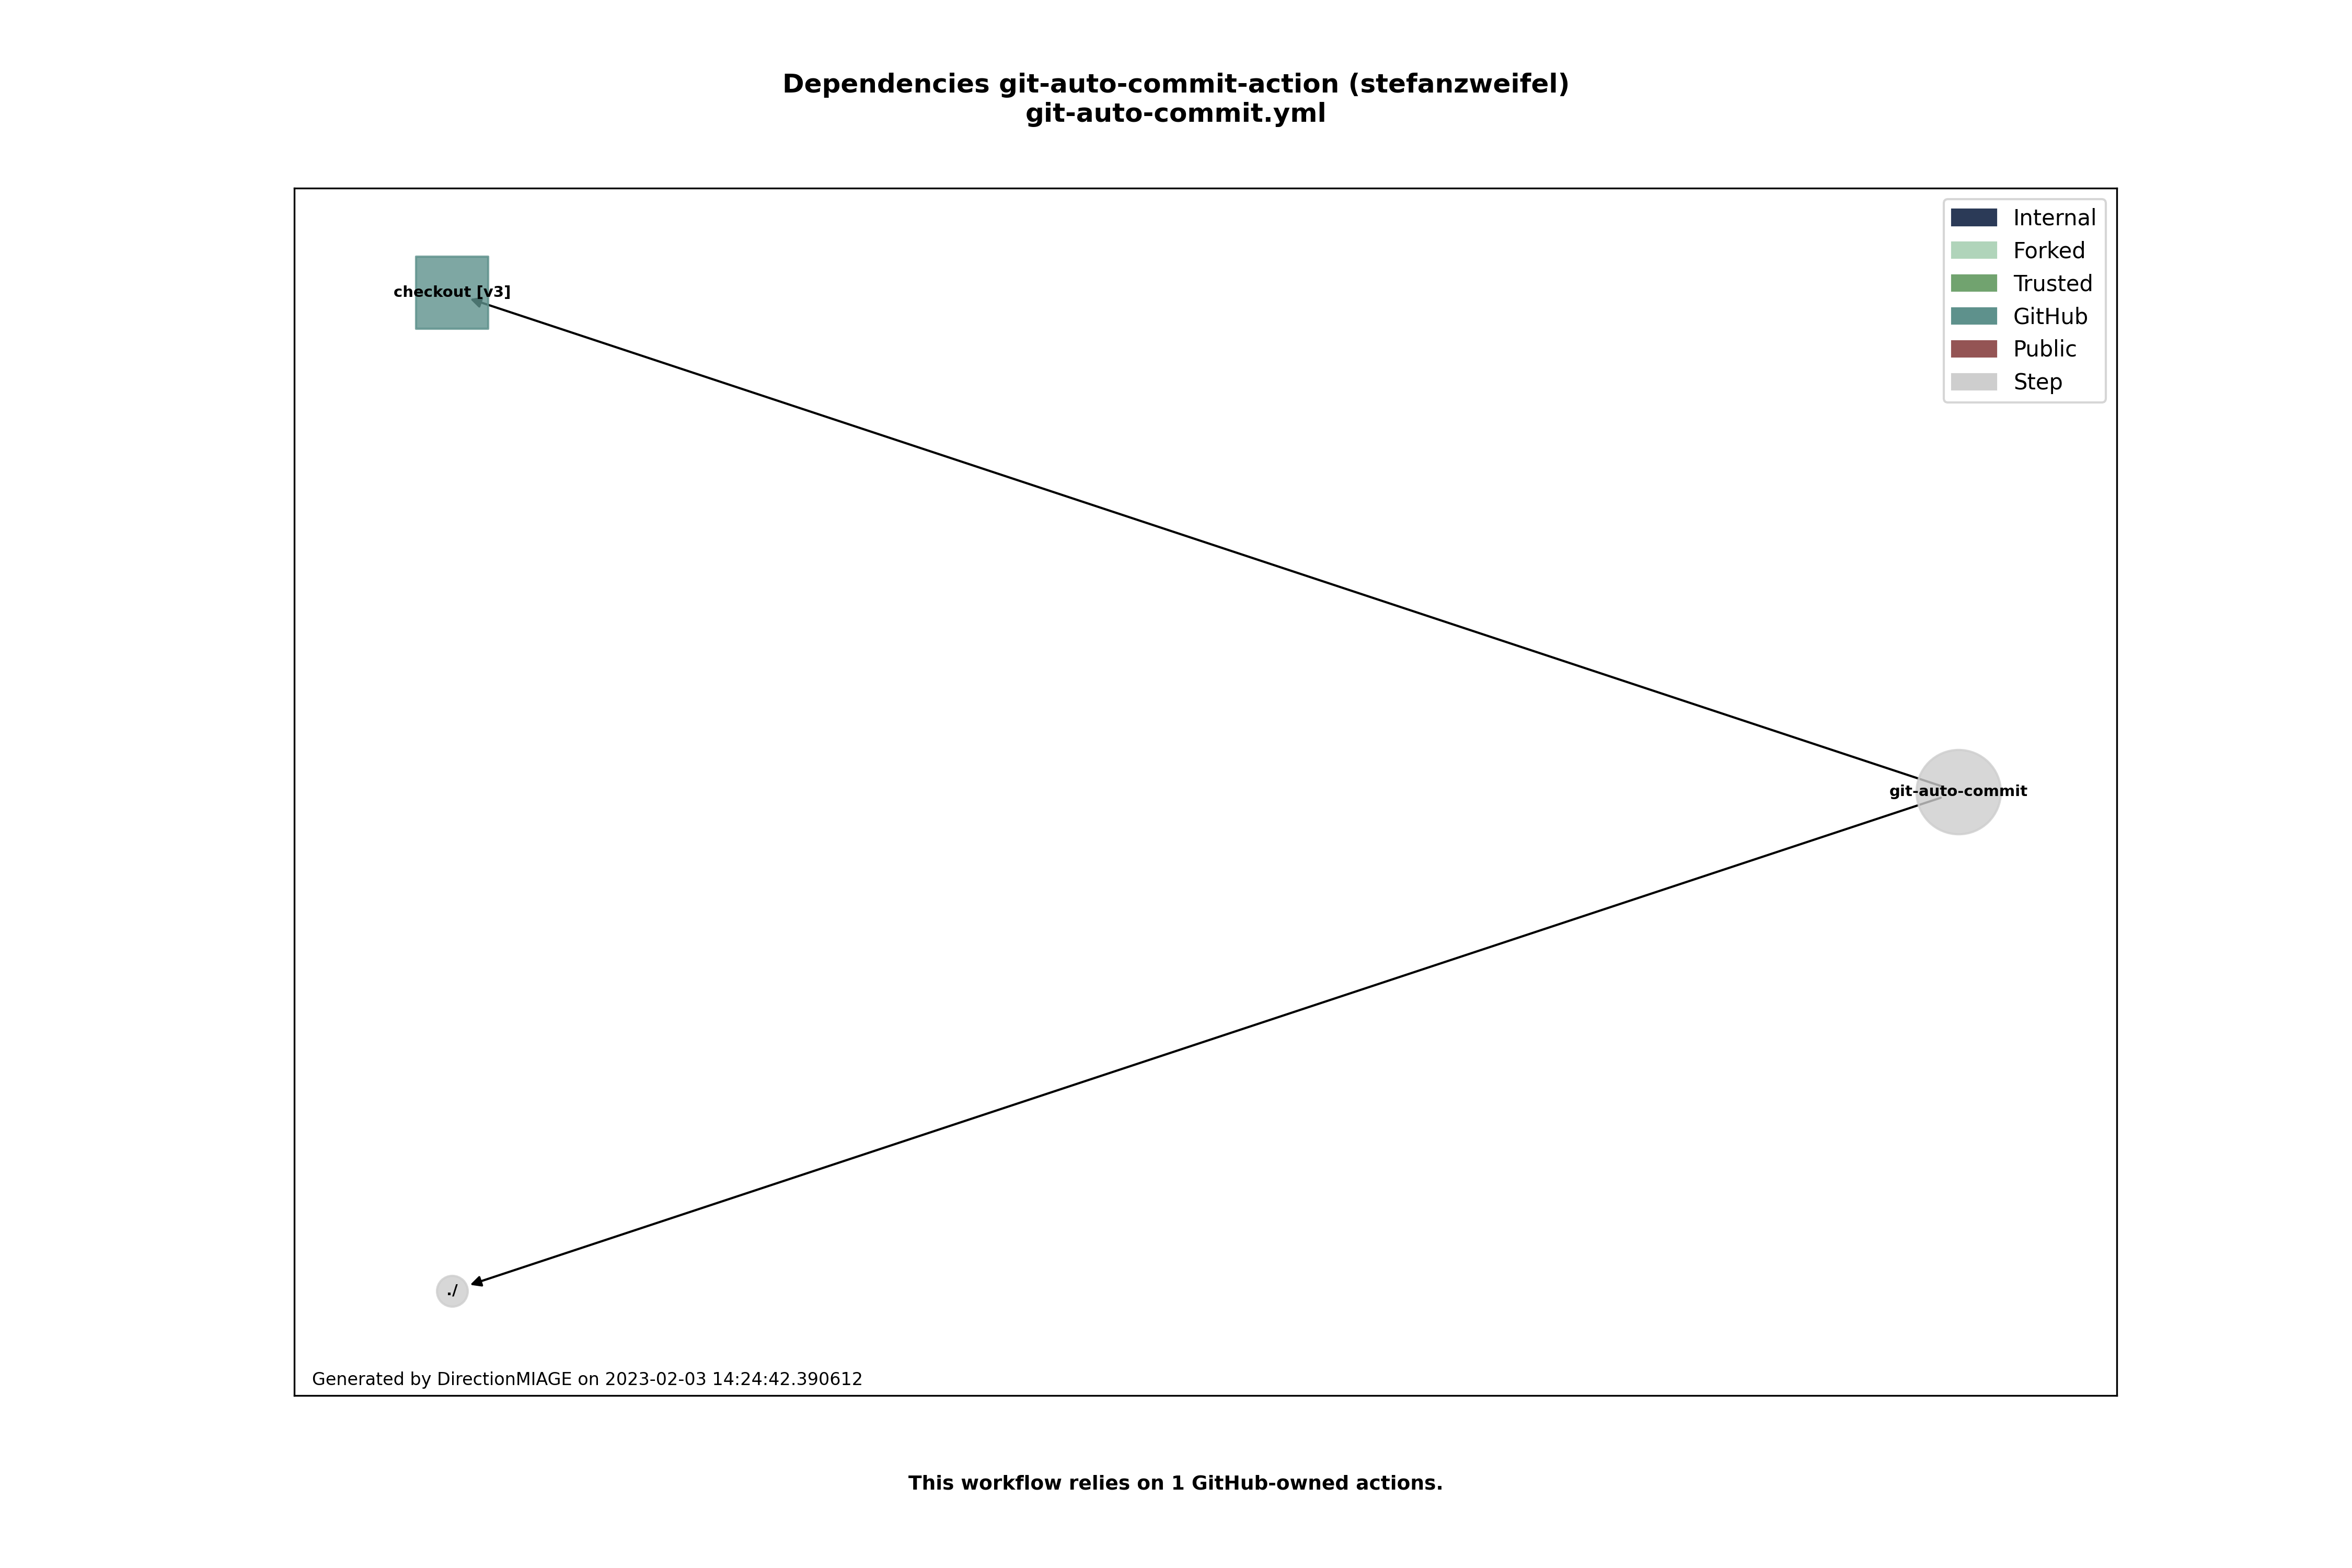 Dependencies git-auto-commit-action (stefanzweifel)
git-auto-commit.yml
Internal
Forked
Trusted
GitHub
Public
Step
checkout [v3]
git-auto-commit
./
Generated by DirectionMIAGE on 2023-02-03 14:24:42.390612
This workflow relies on 1 GitHub-owned actions.